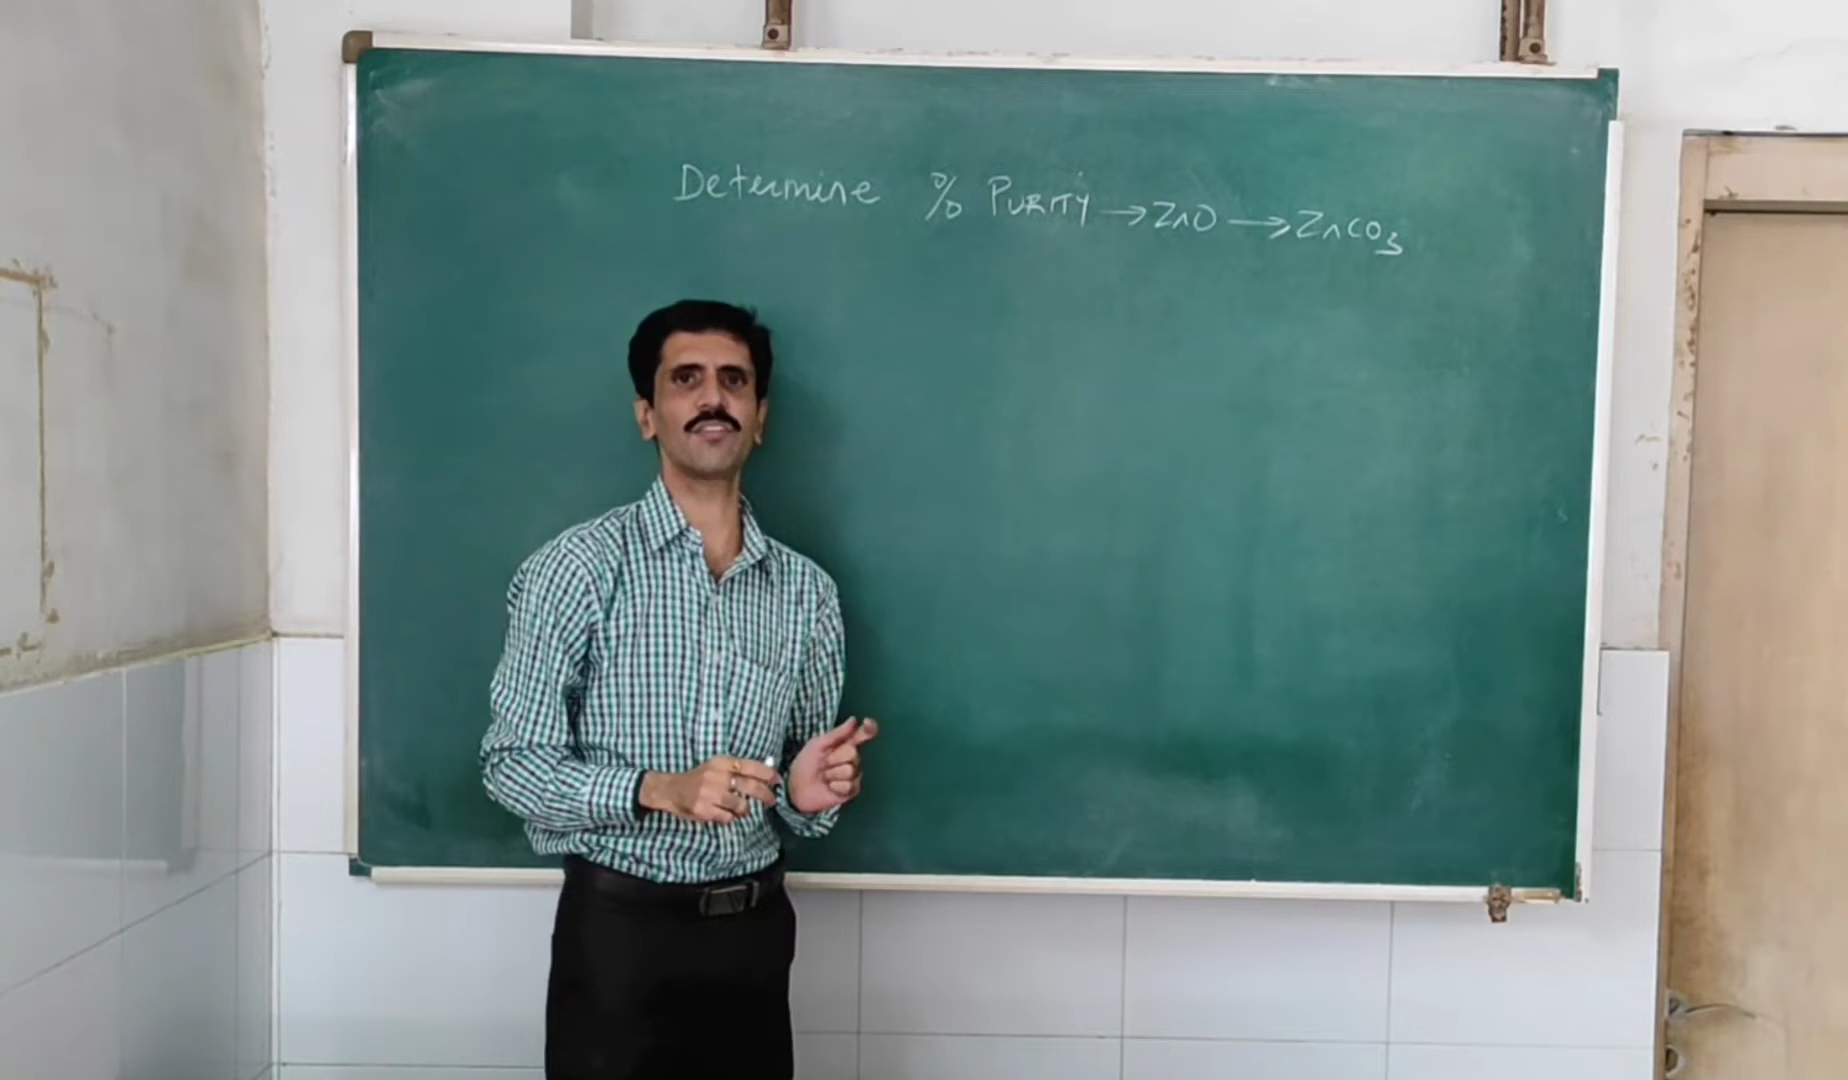 Determine % PURITY → ZnO → ZnCO3